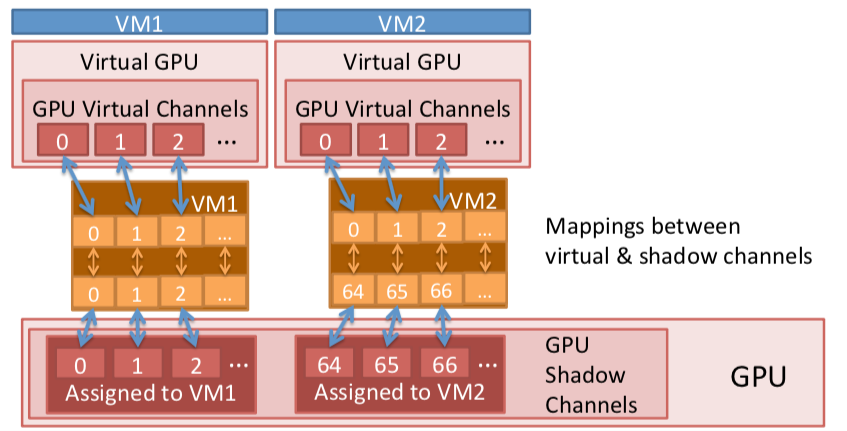 VM1 VM2
Virtual GPU Virtual GPU
GPU Virtual Channels GPU Virtual Channels
0 1 2 ... 0 1 2 ...
VM1 VM2
0 1 2 ... 0 1 2 ...
Mappings between
virtual & shadow channels
0 1 2 ... 64 65 66 ...
0 1 2 ... 64 65 66 ...
Assigned to VM1 Assigned to VM2
GPU
Shadow
Channels
GPU